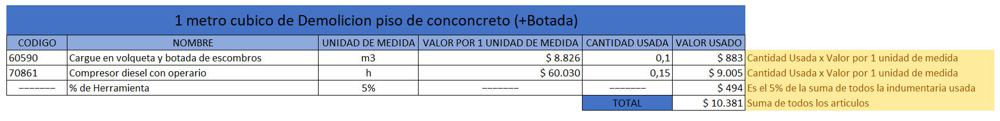 1 metro cubico de Demolicion piso de conconcreto (+Botada)
CODIGO NOMBRE UNIDAD DE MEDIDA VALOR POR 1 UNIDAD DE MEDIDA CANTIDAD USADA VALOR USADO
60590 Cargue en volqueta y botada de escombros m3 $ 8.826 0,1 $ 883 Cantidad Usada x Valor por 1 unidad de medida
70861 Compresor diesel con operario h $ 60.030 0,15 $ 9.005 Cantidad Usada x Valor por 1 unidad de medida
------- % de Herramienta 5% ------- ------- $ 494 Es el 5% de la suma de todos la indumentaria usada
TOTAL $ 10.381 Suma de todos los articulos